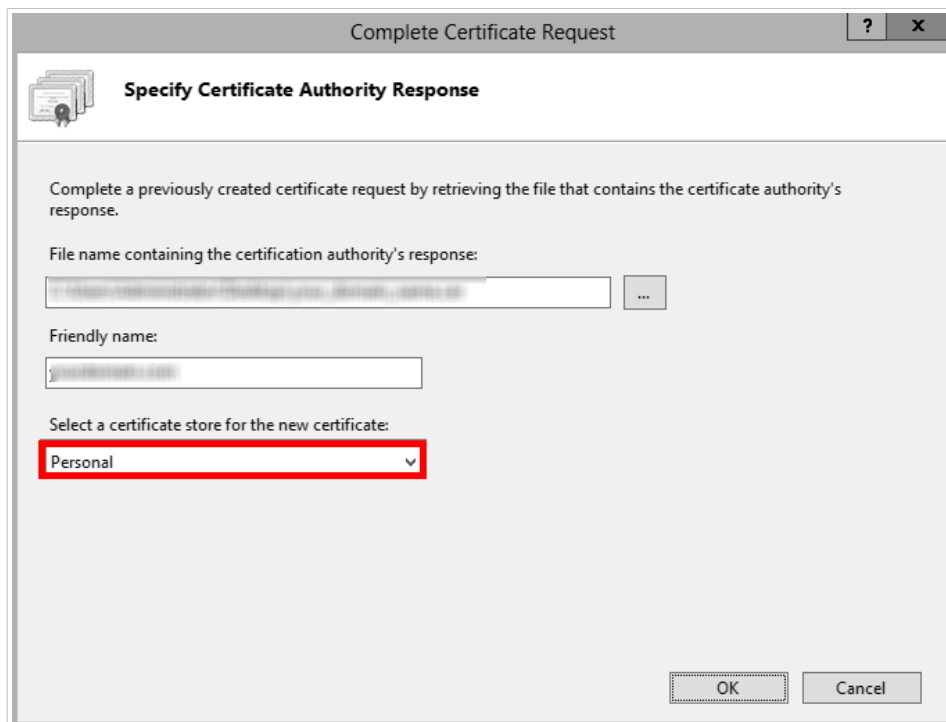 Complete Certificate Request
? x
Specify Certificate Authority Response
Complete a previously created certificate request by retrieving the file that contains the certificate authority's
response.
File name containing the certification authority's response:
...
Friendly name:
Select a certificate store for the new certificate:
Personal
OK Cancel